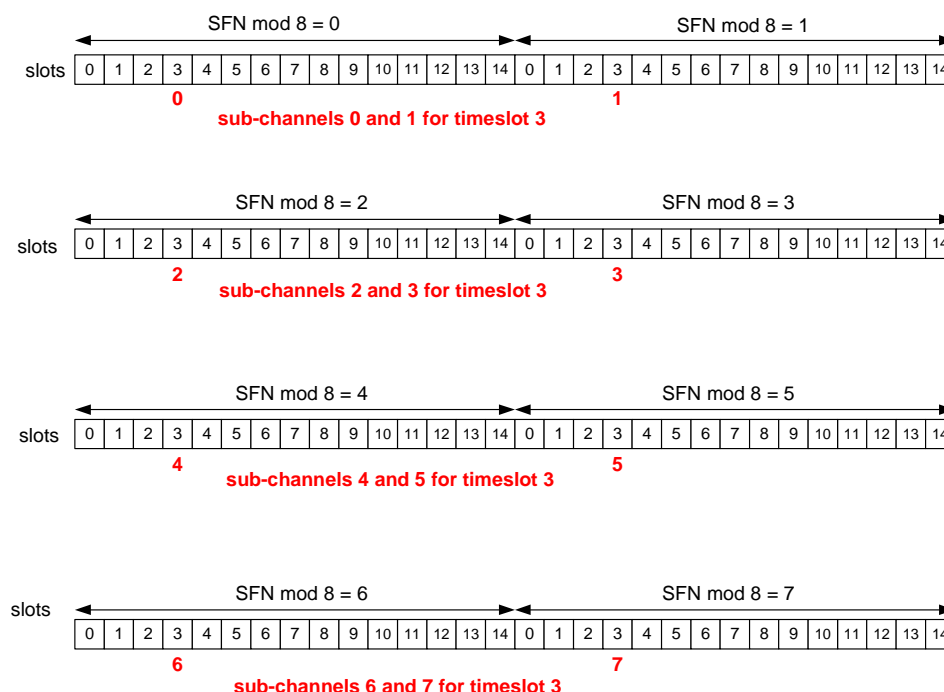 SFN mod 8 = 0 SFN mod 8 = 1
slots 0 1 2 3 4 5 6 7 8 9 10 11 12 13 14 0 1 2 3 4 5 6 7 8 9 10 11 12 13 14
0 1
sub-channels 0 and 1 for timeslot 3
SFN mod 8 = 2 SFN mod 8 = 3
slots 0 1 2 3 4 5 6 7 8 9 10 11 12 13 14 0 1 2 3 4 5 6 7 8 9 10 11 12 13 14
2 3
sub-channels 2 and 3 for timeslot 3
SFN mod 8 = 4 SFN mod 8 = 5
slots 0 1 2 3 4 5 6 7 8 9 10 11 12 13 14 0 1 2 3 4 5 6 7 8 9 10 11 12 13 14
4 5
sub-channels 4 and 5 for timeslot 3
SFN mod 8 = 6 SFN mod 8 = 7
slots
0 1 2 3 4 5 6 7 8 9 10 11 12 13 14 0 1 2 3 4 5 6 7 8 9 10 11 12 13 14
6 7
sub-channels 6 and 7 for timeslot 3